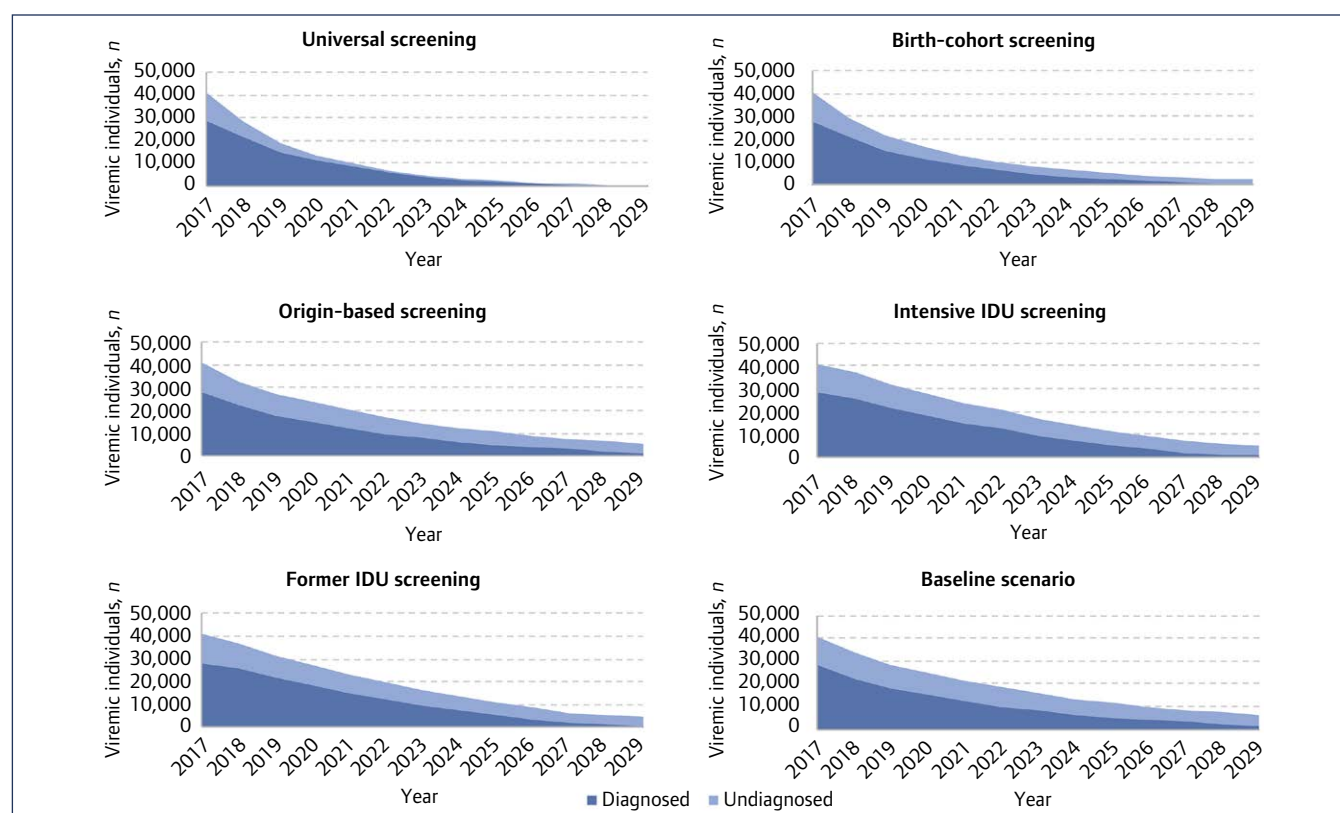 Universal screening
Viremic individuals, n
50,000
40,000
30,000
20,000
10,000
0
2017 2018 2019 2020 2021 2022 2023 2024 2025 2026 2027 2028 2029
Year
Birth-cohort screening
Viremic individuals, n
50,000
40,000
30,000
20,000
10,000
0
2017 2018 2019 2020 2021 2022 2023 2024 2025 2026 2027 2028 2029
Year
Origin-based screening
Viremic individuals, n
50,000
40,000
30,000
20,000
10,000
0
2017 2018 2019 2020 2021 2022 2023 2024 2025 2026 2027 2028 2029
Year
Intensive IDU screening
Viremic individuals, n
50,000
40,000
30,000
20,000
10,000
0
2017 2018 2019 2020 2021 2022 2023 2024 2025 2026 2027 2028 2029
Year
Former IDU screening
Viremic individuals, n
50,000
40,000
30,000
20,000
10,000
0
2017 2018 2019 2020 2021 2022 2023 2024 2025 2026 2027 2028 2029
Year
Baseline scenario
Viremic individuals, n
50,000
40,000
30,000
20,000
10,000
0
2017 2018 2019 2020 2021 2022 2023 2024 2025 2026 2027 2028 2029
Year
Diagnosed Undiagnosed